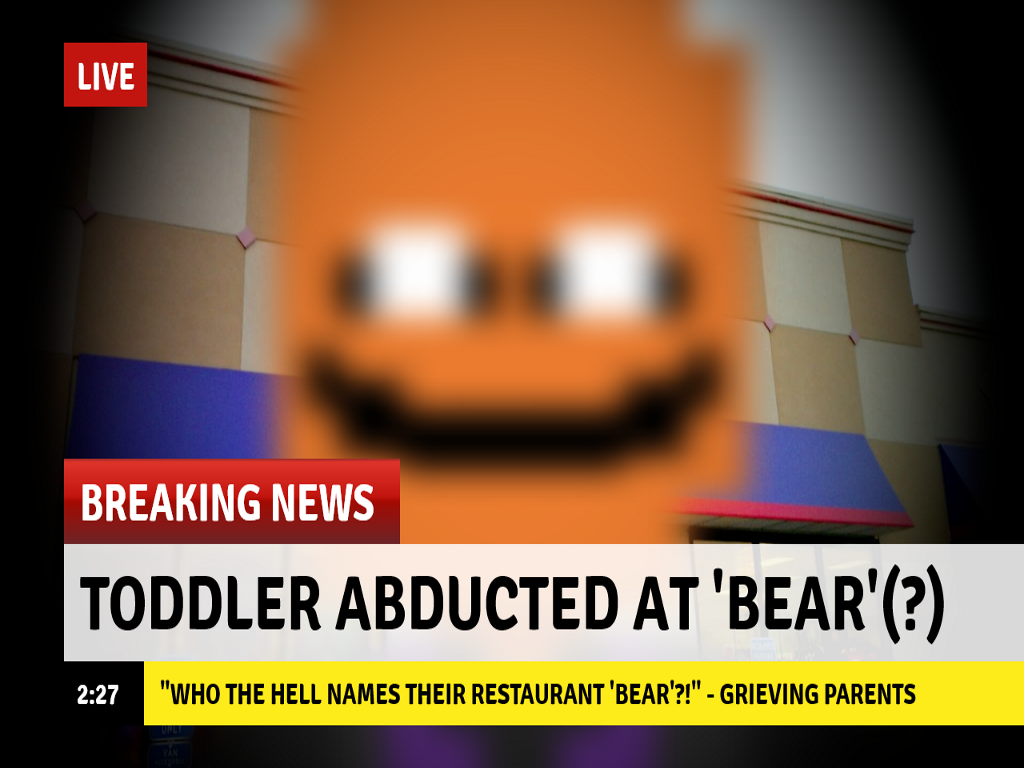 LIVE
BREAKING NEWS
TODDLER ABDUCTED AT 'BEAR'(?)
2:27 "WHO THE HELL NAMES THEIR RESTAURANT 'BEAR'?!" - GRIEVING PARENTS